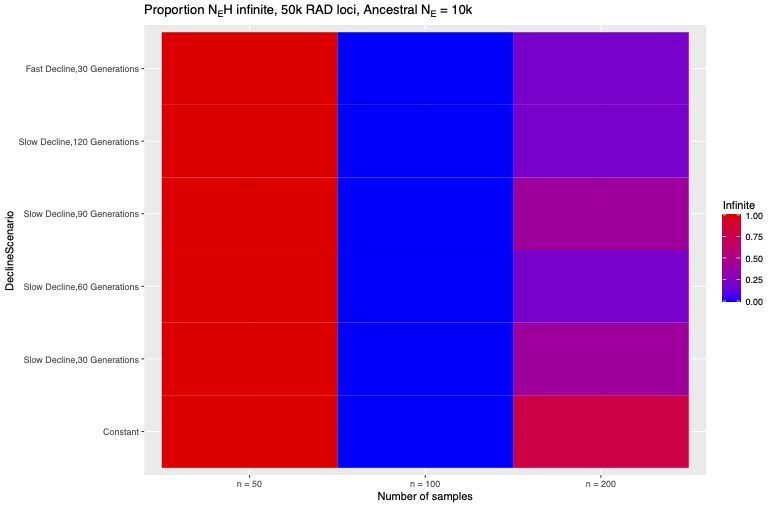 Proportion NEH infinite, 50k RAD loci, Ancestral NE = 10k
DeclineScenario
Fast Decline,30 Generations
Slow Decline,120 Generations
Slow Decline,90 Generations
Slow Decline,60 Generations
Slow Decline,30 Generations
Constant
n = 50
n = 100
n = 200
Number of samples
Infinite
1.00
0.75
0.50
0.25
0.00